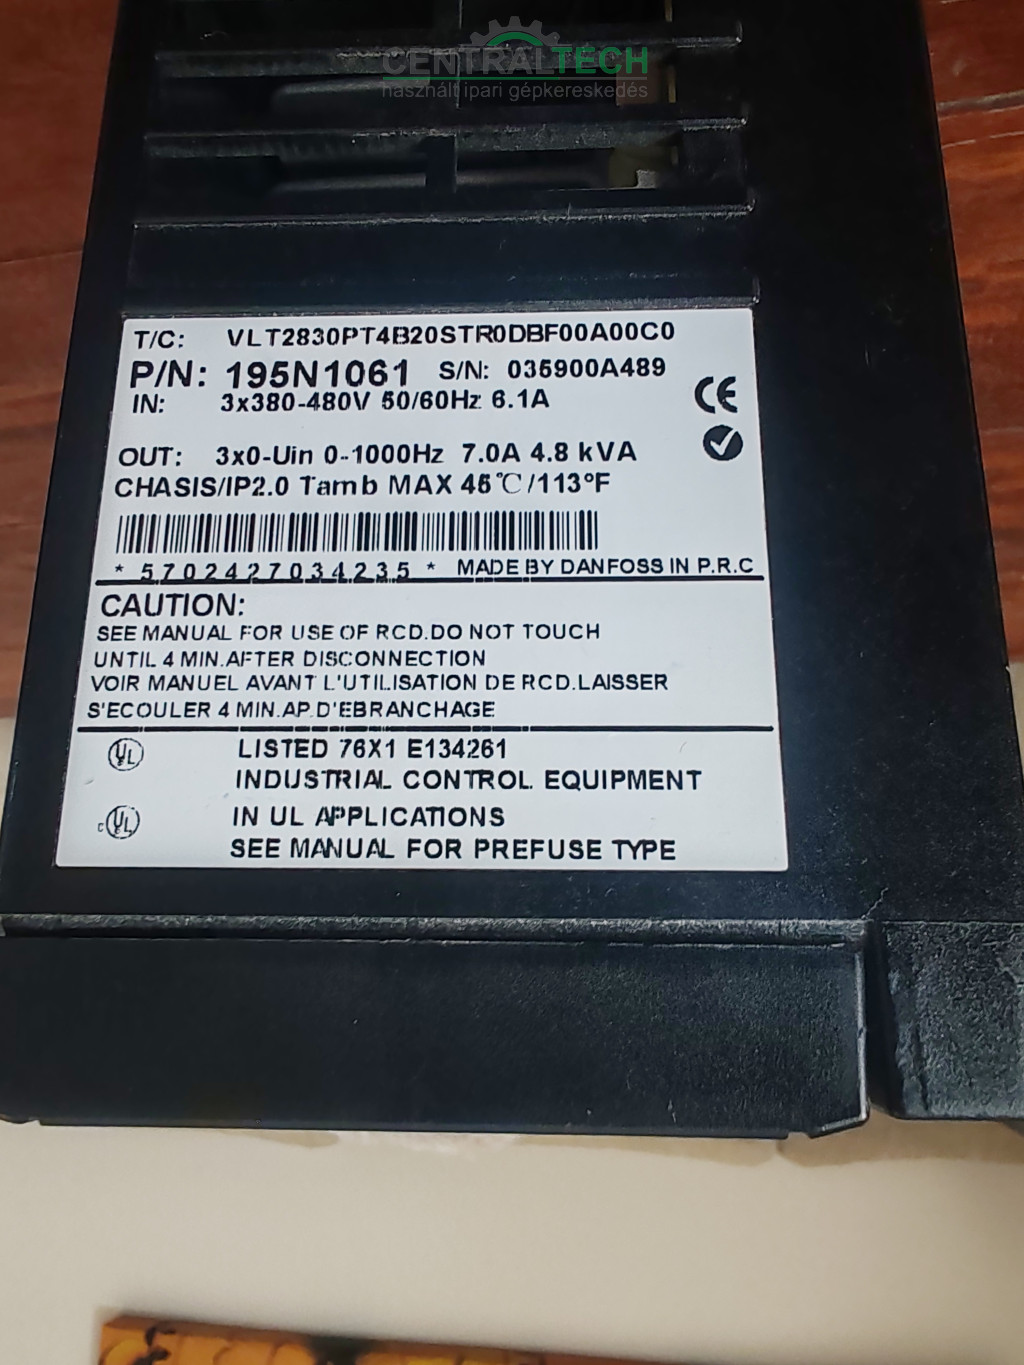 CENTRALTECH
használt ipari gépkereskedés
T/C: VLT2830PT4B20STR0DBF00A00C0
P/N: 195N1061 S/N: 035900A489
IN: 3x380-480V 50/60Hz 6.1A
CE
OUT: 3x0-Uin 0-1000Hz 7.0A 4.8 kVA
CHASIS/IP2.0 Tamb MAX 45℃/113°F
* 5702427034235 * MADE BY DANFOSS IN P.R.C
CAUTION:
SEE MANUAL FOR USE OF RCD.DO NOT TOUCH
UNTIL 4 MIN.AFTER DISCONNECTION
VOIR MANUEL AVANT L'UTILISATION DE RCD.LAISSER
S'ECOULER 4 MIN.AP.D'EBRANCHAGE
UL LISTED 76X1 E134261
INDUSTRIAL CONTROL EQUIPMENT
c UL IN UL APPLICATIONS
SEE MANUAL FOR PREFUSE TYPE